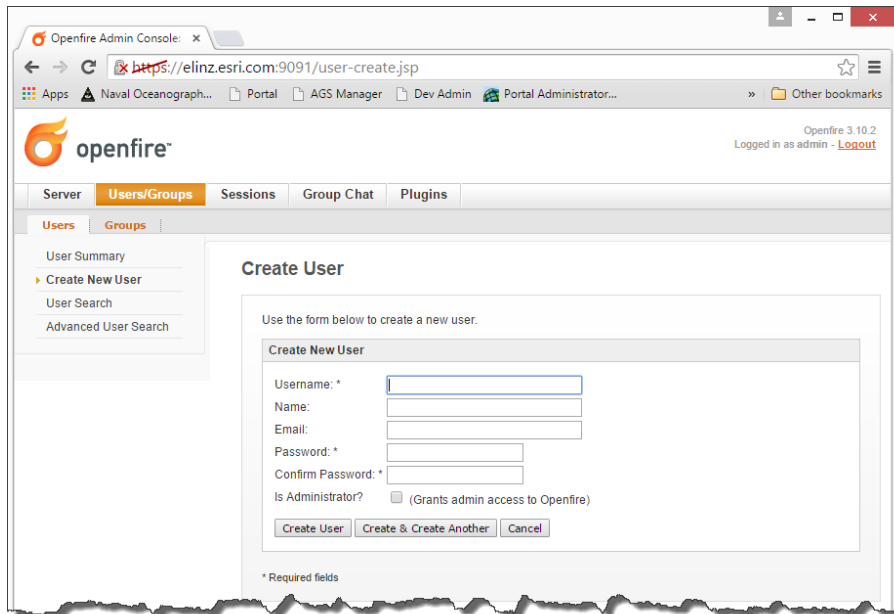 Openfire Admin Console:
https://elinz.esri.com:9091/user-create.jsp
Apps Naval Oceanograph... Portal AGS Manager Dev Admin Portal Administrator... » Other bookmarks
openfire™
Openfire 3.10.2
Logged in as admin - Logout
Server Users/Groups Sessions Group Chat Plugins
Users Groups
User Summary
Create New User
User Search
Advanced User Search
Create User
Use the form below to create a new user.
Create New User
Username: *
Name:
Email:
Password: *
Confirm Password: *
Is Administrator? (Grants admin access to Openfire)
Create User Create & Create Another Cancel
* Required fields